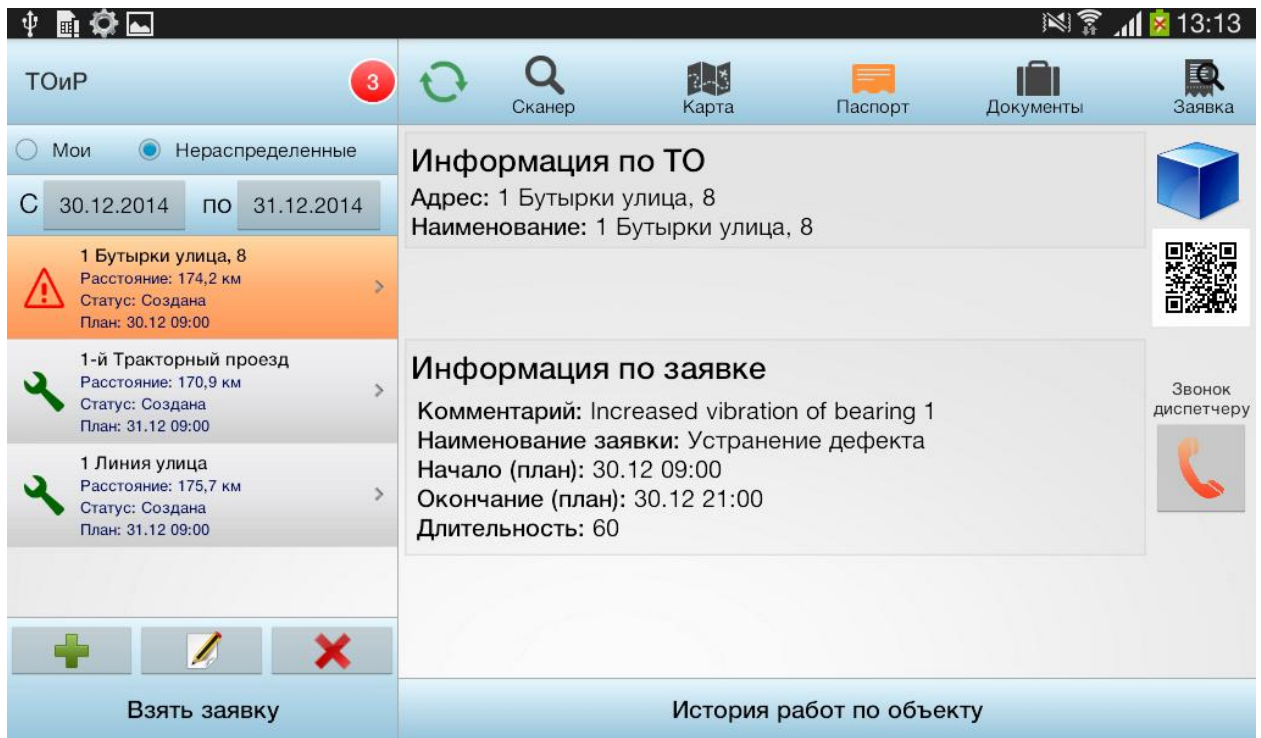 13:13
ТОиР
3
Сканер
Карта
Паспорт
Документы
Заявка
Мои
Нераспределенные
С 30.12.2014 по 31.12.2014
1 Бутырки улица, 8
Расстояние: 174,2 км
Статус: Создана
План: 30.12 09:00
1-й Тракторный проезд
Расстояние: 170,9 км
Статус: Создана
План: 31.12 09:00
1 Линия улица
Расстояние: 175,7 км
Статус: Создана
План: 31.12 09:00
Взять заявку
Информация по ТО
Адрес: 1 Бутырки улица, 8
Наименование: 1 Бутырки улица, 8
Информация по заявке
Комментарий: Increased vibration of bearing 1
Наименование заявки: Устранение дефекта
Начало (план): 30.12 09:00
Окончание (план): 30.12 21:00
Длительность: 60
Звонок
диспетчеру
История работ по объекту